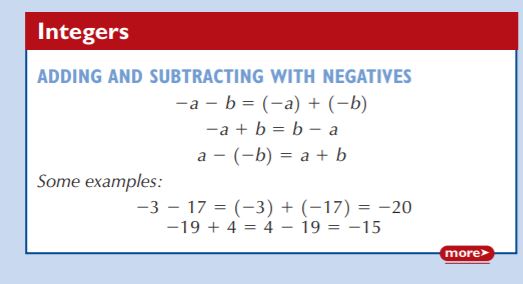 Integers
ADDING AND SUBTRACTING WITH NEGATIVES
−a − b = (−a) + (−b)
−a + b = b − a
a − (−b) = a + b
Some examples:
−3 − 17 = (−3) + (−17) = −20
−19 + 4 = 4 − 19 = −15
more➤